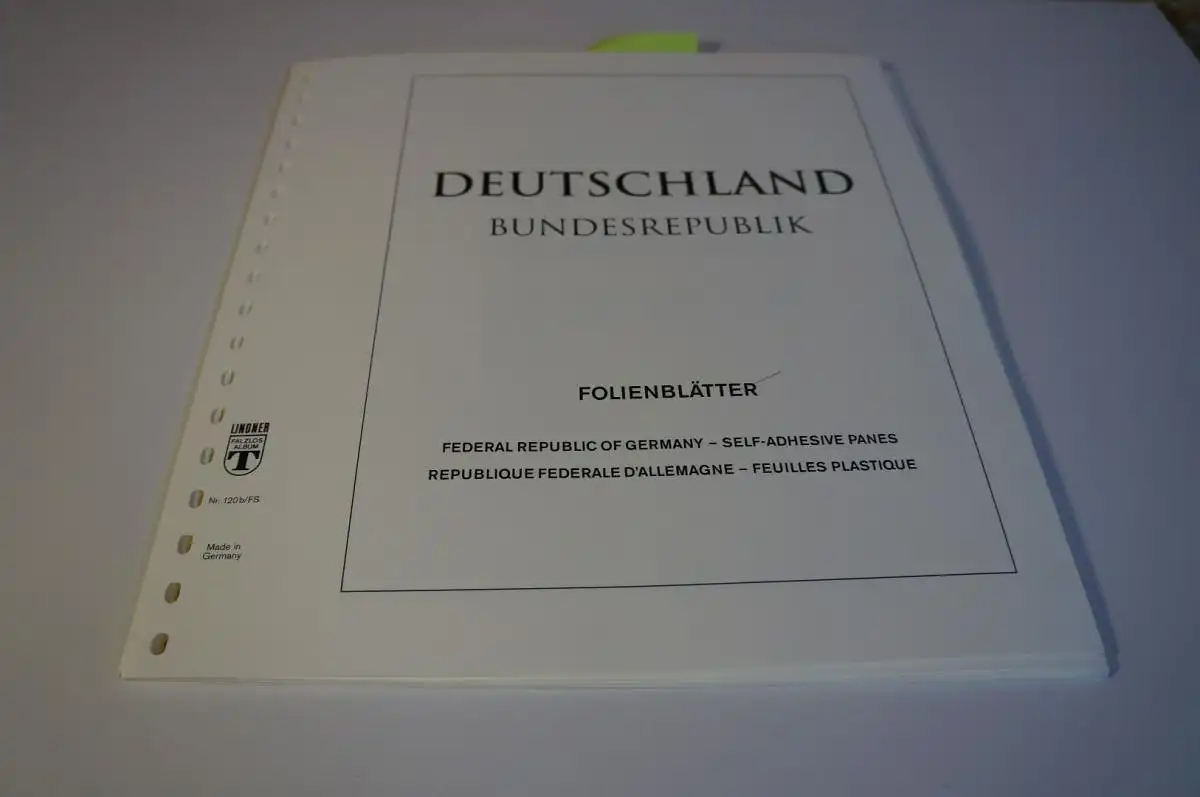 DEUTSCHLAND
BUNDESREPUBLIK
FOLIENBLÄTTER
FEDERAL REPUBLIC OF GERMANY – SELF-ADHESIVE PANES
REPUBLIQUE FEDERALE D'ALLEMAGNE – FEUILLES PLASTIQUE
LINDNER
FALZLOS
ALBUM
T
Nr. 120 b/FS
Made in
Germany